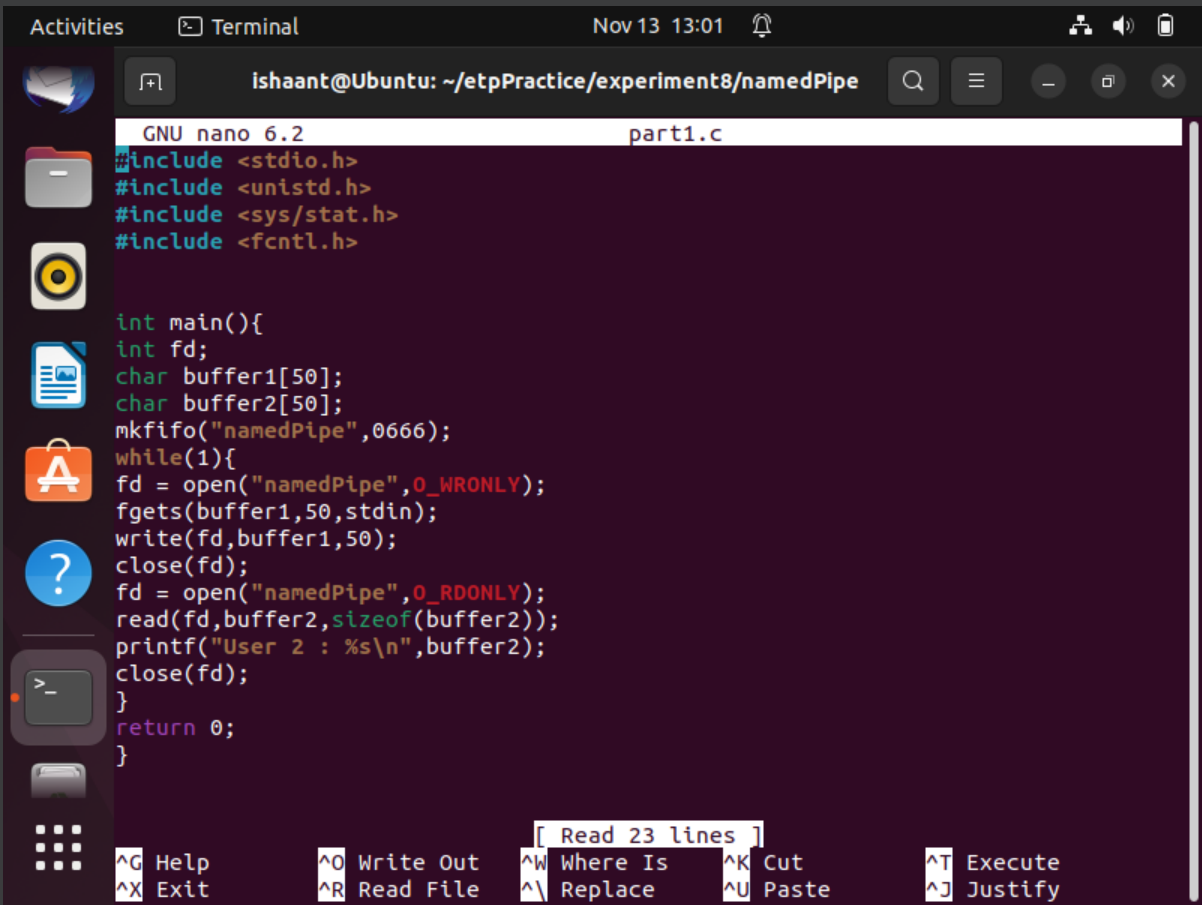 Activities Terminal Nov 13 13:01
ishaant@Ubuntu: ~/etpPractice/experiment8/namedPipe
GNU nano 6.2 part1.c
#include <stdio.h>
#include <unistd.h>
#include <sys/stat.h>
#include <fcntl.h>
int main(){
int fd;
char buffer1[50];
char buffer2[50];
mkfifo("namedPipe",0666);
while(1){
fd = open("namedPipe",O_WRONLY);
fgets(buffer1,50,stdin);
write(fd,buffer1,50);
close(fd);
fd = open("namedPipe",O_RDONLY);
read(fd,buffer2,sizeof(buffer2));
printf("User 2 : %s\n",buffer2);
close(fd);
}
return 0;
}
[ Read 23 lines ]
^G Help ^O Write Out ^W Where Is ^K Cut ^T Execute
^X Exit ^R Read File ^\ Replace ^U Paste ^J Justify